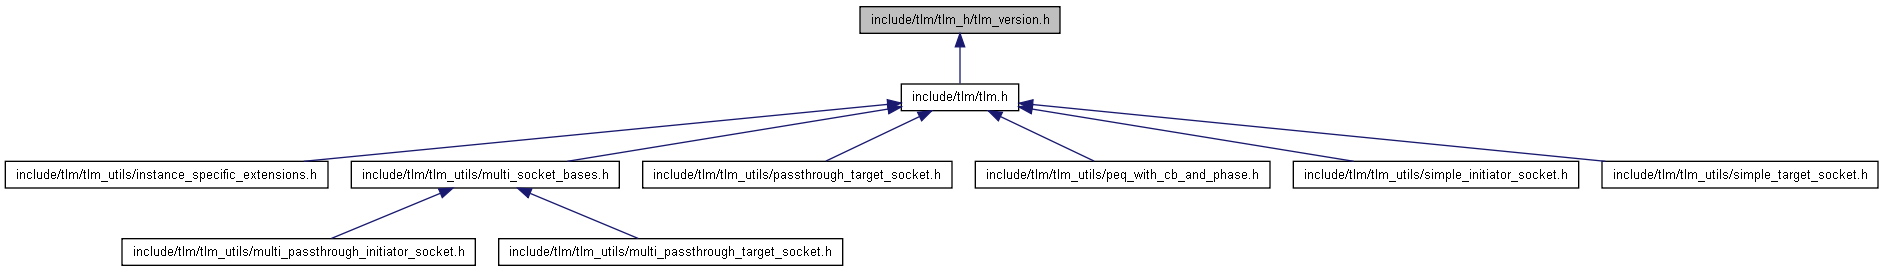 include/tlm/tlm_h/tlm_version.h
include/tlm/tlm.h
include/tlm/tlm_utils/instance_specific_extensions.h
include/tlm/tlm_utils/multi_socket_bases.h
include/tlm/tlm_utils/passthrough_target_socket.h
include/tlm/tlm_utils/peq_with_cb_and_phase.h
include/tlm/tlm_utils/simple_initiator_socket.h
include/tlm/tlm_utils/simple_target_socket.h
include/tlm/tlm_utils/multi_passthrough_initiator_socket.h
include/tlm/tlm_utils/multi_passthrough_target_socket.h